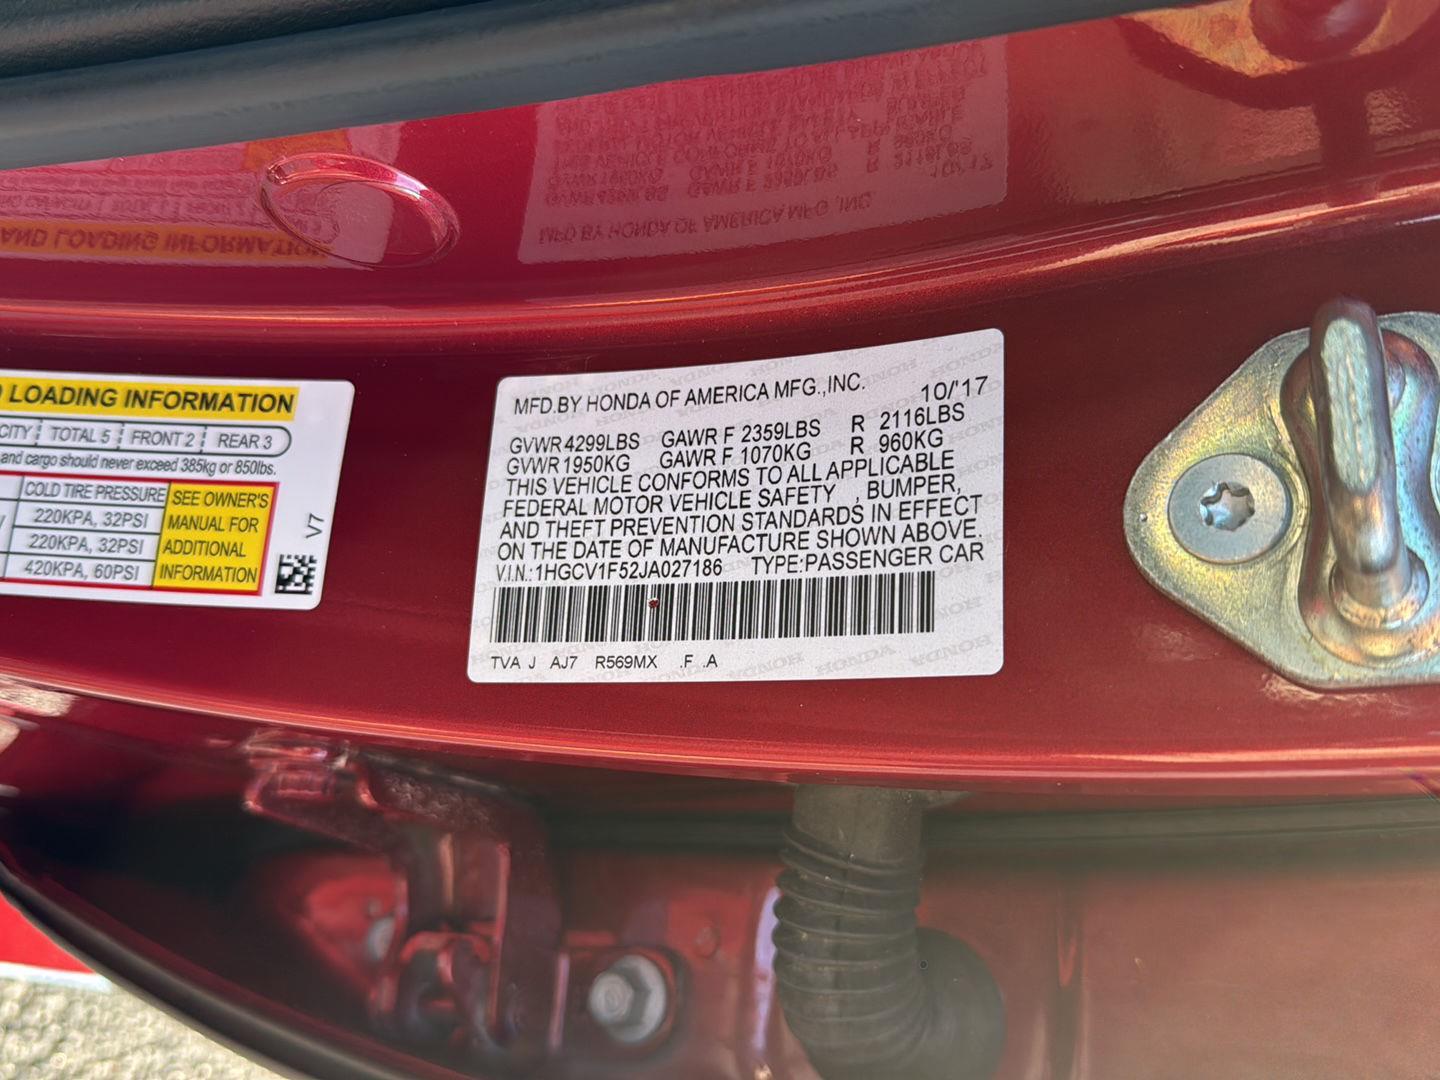 LOADING INFORMATION
CITY TOTAL 5 FRONT 2 REAR 3
and cargo should never exceed 385kg or 850lbs.
COLD TIRE PRESSURE
220KPA, 32PSI
220KPA, 32PSI
420KPA, 60PSI
SEE OWNER'S
MANUAL FOR
ADDITIONAL
INFORMATION
V7
MFD.BY HONDA OF AMERICA MFG.,INC. 10/'17
GVWR 4299LBS GAWR F 2359LBS R 2116LBS
GVWR 1950KG GAWR F 1070KG R 960KG
THIS VEHICLE CONFORMS TO ALL APPLICABLE
FEDERAL MOTOR VEHICLE SAFETY , BUMPER,
AND THEFT PREVENTION STANDARDS IN EFFECT
ON THE DATE OF MANUFACTURE SHOWN ABOVE.
V.I.N.:1HGCV1F52JA027186 TYPE:PASSENGER CAR
TVA J AJ7 R569MX .F .A